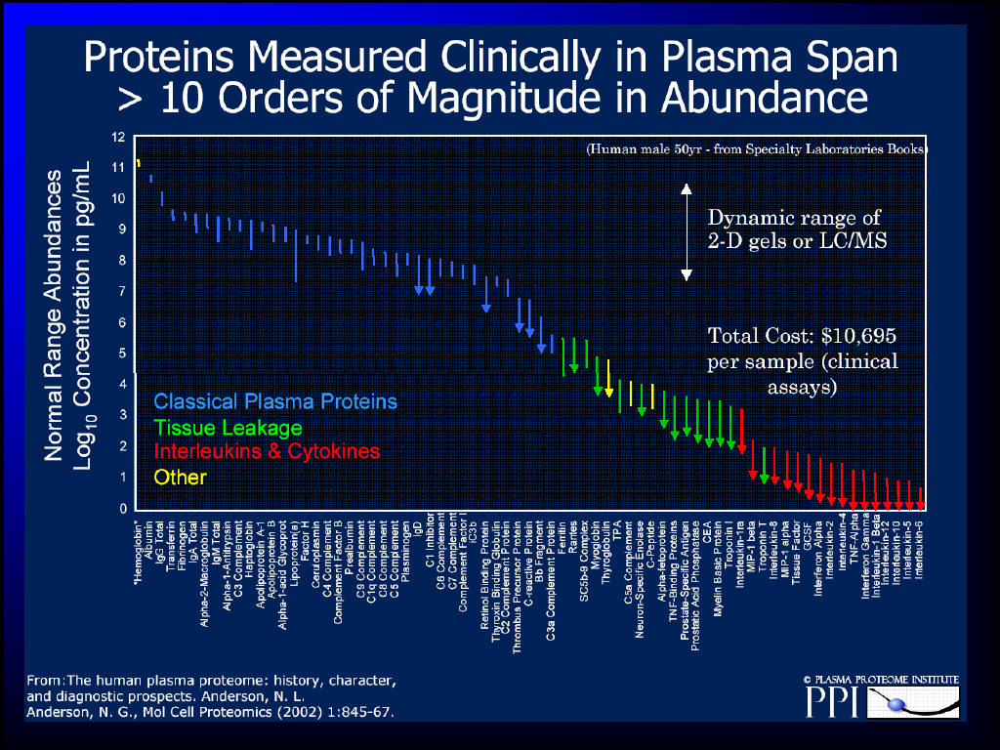 Proteins Measured Clinically in Plasma Span
> 10 Orders of Magnitude in Abundance
Normal Range Abundances
Log10 Concentration in pg/mL
12
11
10
9
8
7
6
5
4
3
2
1
0
(Human male 50yr - from Specialty Laboratories Books)
Dynamic range of
2-D gels or LC/MS
Total Cost: $10,695
per sample (clinical
assays)
Classical Plasma Proteins
Tissue Leakage
Interleukins & Cytokines
Other
*Hemoglobin*
Albumin
IgG Total
Transferrin
Fibrinogen
IgA Total
Alpha-2-Macroglobulin
IgM Total
Alpha-1-Antitrypsin
C3 Complement
Haptoglobin
Apolipoprotein A-1
Apolipoprotein B
Alpha-1-acid Glycoprot
Lipoprotein(a)
Factor H
Ceruloplasmin
C4 Complement
Complement Factor B
Prealbumin
C9 Complement
C1q Complement
C8 Complement
C5 Complement
Plasminogen
IgD
C1 Inhibitor
C6 Complement
C7 Complement
Complement Factor I
iC3b
Retinol Binding Protein
Thyroxin Binding Globulin
C2 Complement Protein
Thrombus Precursor Protein
C-reactive Protein
Bb Fragment
C3a Complement Protein
Ferritin
Rantes
SC5b-9 Complex
Myoglobin
Thyroglobulin
TPA
C5a Complement
Neuron-Specific Enolase
C-Peptide
Alpha-fetoprotein
TNF-Binding Proteins
Prostate-Specific Antigen
Prostatic Acid Phosphatase
CEA
Myelin Basic Protein
Troponin I
Interleukin-1ra
MIP-1 beta
Troponin T
Interleukin-8
MIP-1 alpha
Tissue Factor
GCSF
Interferon Alpha
Interleukin-2
Interleukin-4
TNF-Alpha
Interferon Gamma
Interleukin-1 Beta
Interleukin-12
Interleukin-10
Interleukin-5
Interleukin-6
From:The human plasma proteome: history, character,
and diagnostic prospects. Anderson, N. L.
Anderson, N. G., Mol Cell Proteomics (2002) 1:845-67.
© PLASMA PROTEOME INSTITUTE
PPI